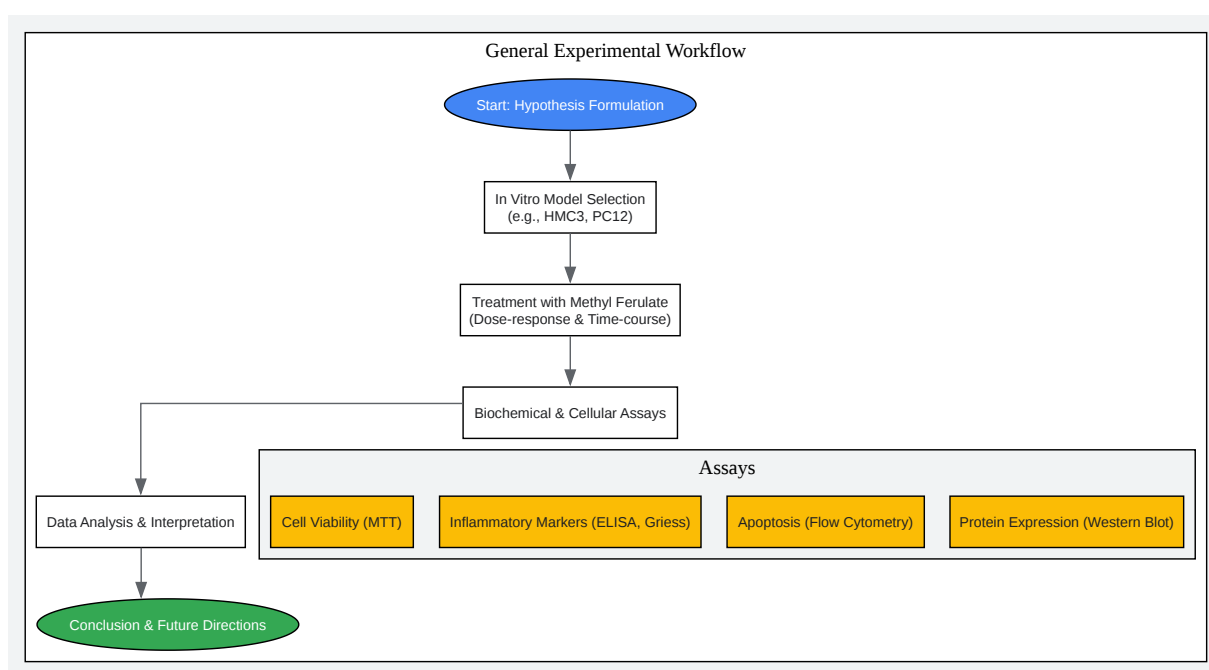 General Experimental Workflow
Start: Hypothesis Formulation
In Vitro Model Selection
(e.g., HMC3, PC12)
Treatment with Methyl Ferulate
(Dose-response & Time-course)
Biochemical & Cellular Assays
Assays
Data Analysis & Interpretation
Cell Viability (MTT)
Inflammatory Markers (ELISA, Griess)
Apoptosis (Flow Cytometry)
Protein Expression (Western Blot)
Conclusion & Future Directions